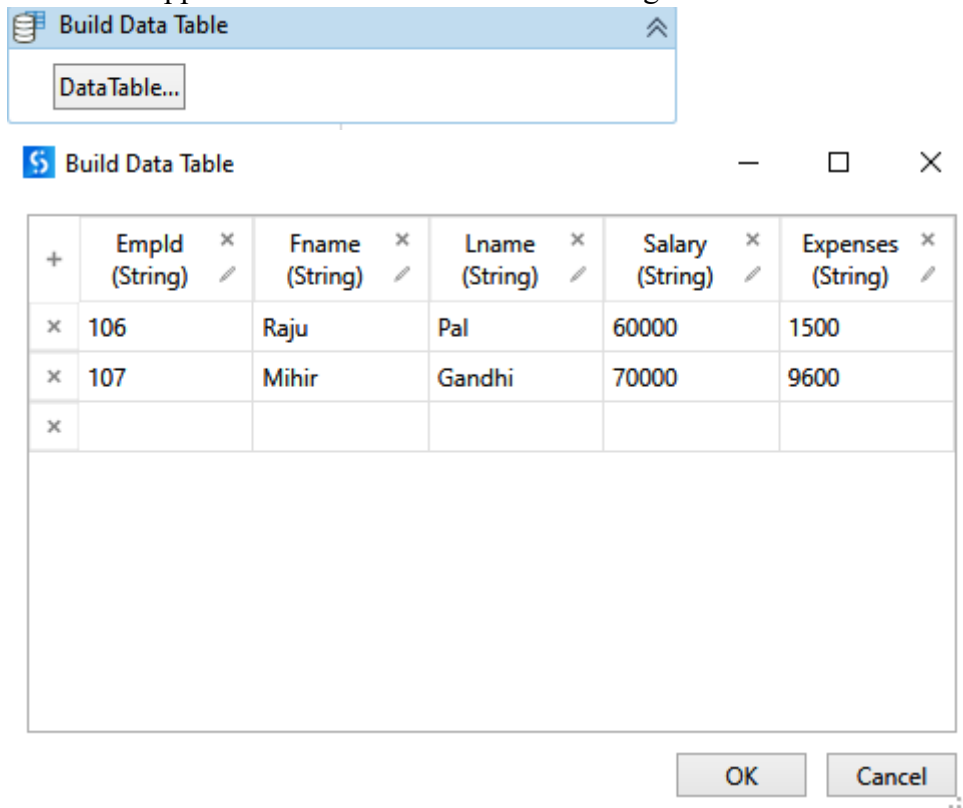 Build Data Table
DataTable...
Build Data Table
EmpId Fname Lname Salary Expenses
(String) (String) (String) (String) (String)
106 Raju Pal 60000 1500
107 Mihir Gandhi 70000 9600
OK Cancel